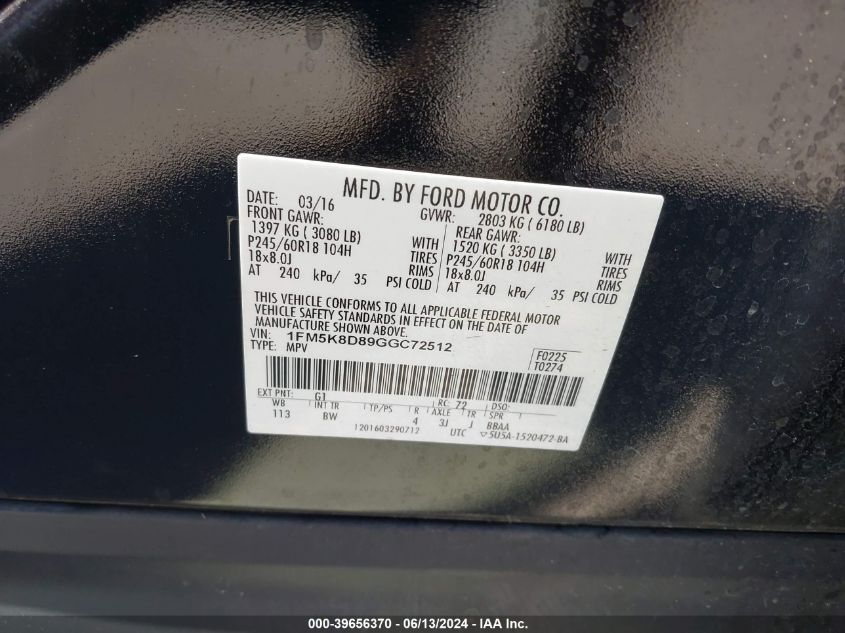 MFD. BY FORD MOTOR CO.
DATE: 03/16 GVWR: 2803 KG ( 6180 LB)
FRONT GAWR: REAR GAWR:
1397 KG ( 3080 LB) WITH 1520 KG ( 3350 LB) WITH
P245/60R18 104H TIRES P245/60R18 104H TIRES
18x8.0J RIMS 18x8.0J RIMS
AT 240 kPa/ 35 PSI COLD AT 240 kPa/ 35 PSI COLD
THIS VEHICLE CONFORMS TO ALL APPLICABLE FEDERAL MOTOR
VEHICLE SAFETY STANDARDS IN EFFECT ON THE DATE OF
MANUFACTURE SHOWN ABOVE.
VIN: 1FM5K8D89GGC72512
TYPE: MPV
F0225
T0274
EXT PNT: G1 RC: 72 DSO:
WB INT TR TP/PS R AXLE TR SPR
113 BW 4 3J J BBAA
1201603290712 UTC ▽5U5A-1520472-BA
000-39656370 - 06/13/2024 - IAA Inc.